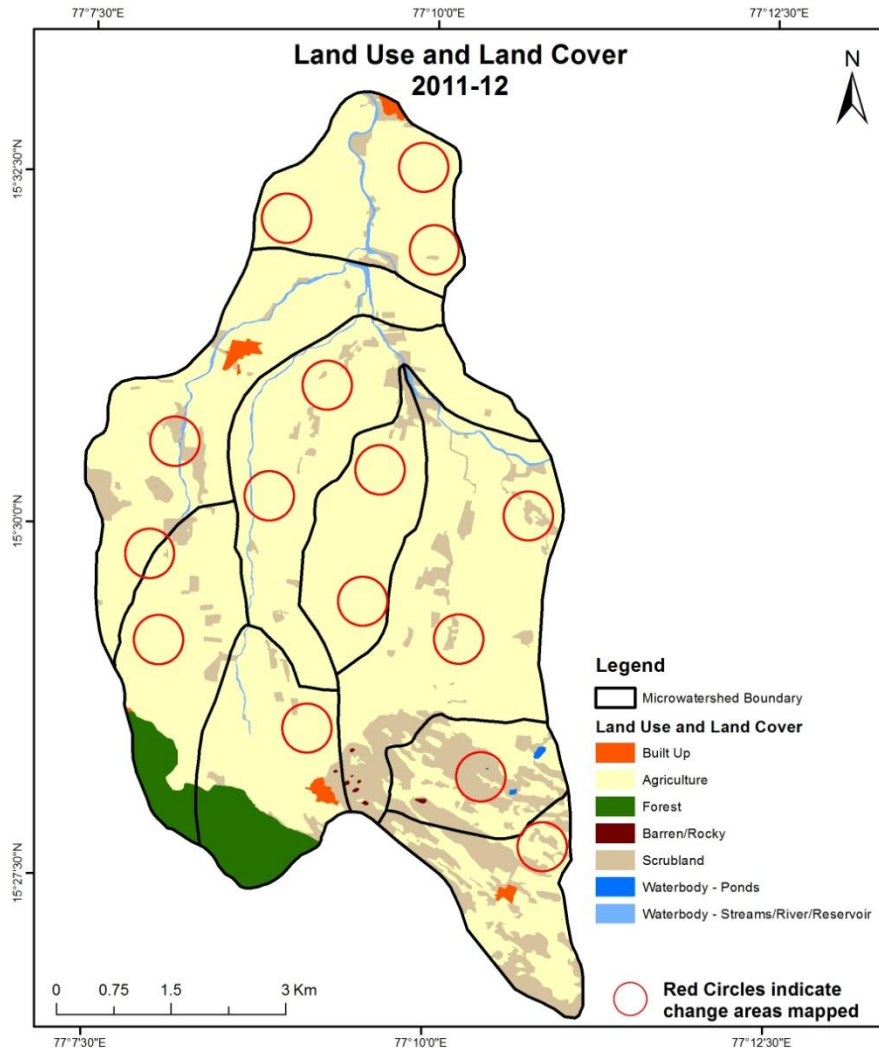 77°7'30"E 77°10'0"E 77°12'30"E
Land Use and Land Cover
2011-12
N
15°32'30"N
15°30'0"N
15°27'30"N
Legend
Microwatershed Boundary
Land Use and Land Cover
Built Up
Agriculture
Forest
Barren/Rocky
Scrubland
Waterbody - Ponds
Waterbody - Streams/River/Reservoir
Red Circles indicate
change areas mapped
0 0.75 1.5 3 Km
77°7'30"E 77°10'0"E 77°12'30"E